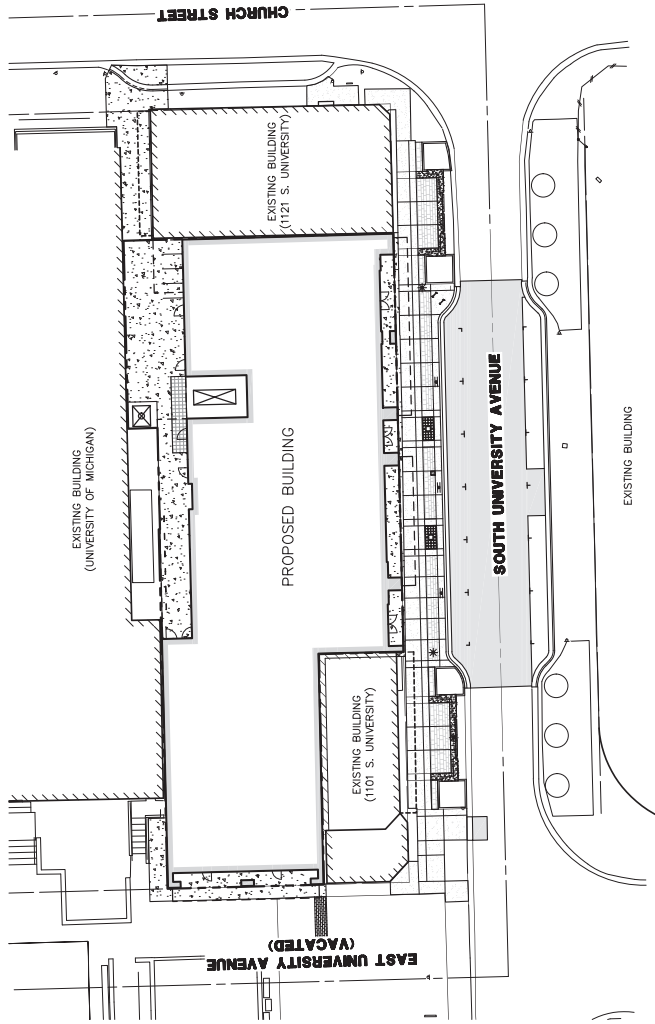 CHURCH STREET
EXISTING BUILDING
(1121 S. UNIVERSITY)
EXISTING BUILDING
(UNIVERSITY OF MICHIGAN)
PROPOSED BUILDING
SOUTH UNIVERSITY AVENUE
EXISTING BUILDING
EXISTING BUILDING
(1101 S. UNIVERSITY)
EAST UNIVERSITY AVENUE
(VACATED)